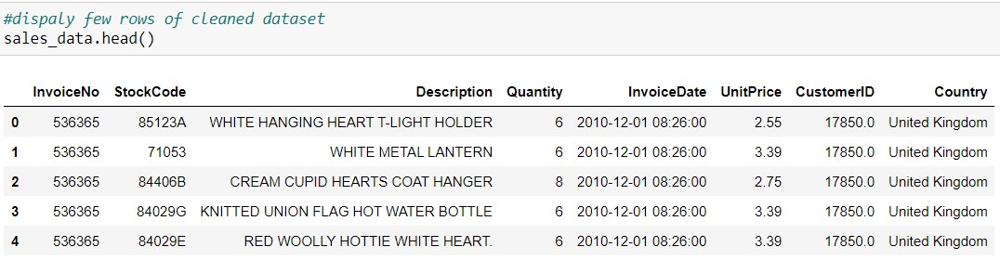 #dispaly few rows of cleaned dataset
sales_data.head()
InvoiceNo StockCode Description Quantity InvoiceDate UnitPrice CustomerID Country
0 536365 85123A WHITE HANGING HEART T-LIGHT HOLDER 6 2010-12-01 08:26:00 2.55 17850.0 United Kingdom
1 536365 71053 WHITE METAL LANTERN 6 2010-12-01 08:26:00 3.39 17850.0 United Kingdom
2 536365 84406B CREAM CUPID HEARTS COAT HANGER 8 2010-12-01 08:26:00 2.75 17850.0 United Kingdom
3 536365 84029G KNITTED UNION FLAG HOT WATER BOTTLE 6 2010-12-01 08:26:00 3.39 17850.0 United Kingdom
4 536365 84029E RED WOOLLY HOTTIE WHITE HEART. 6 2010-12-01 08:26:00 3.39 17850.0 United Kingdom